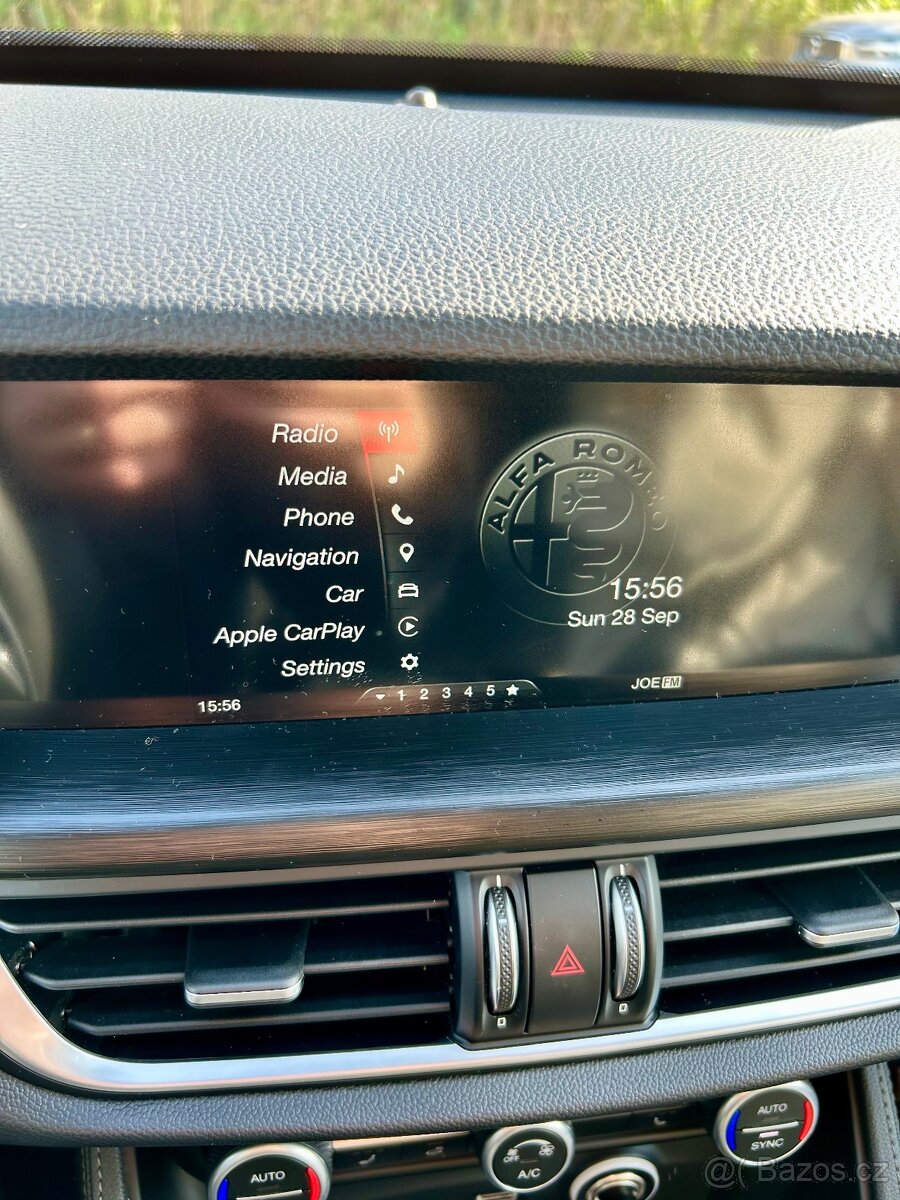 Radio
Media
Phone
Navigation
Car
Apple CarPlay
Settings
ALFA ROMEO
15:56
Sun 28 Sep
15:56
1 2 3 4 5
JOE FM
AUTO
OFF
A/C
AUTO
SYNC
@( Bazos.cz